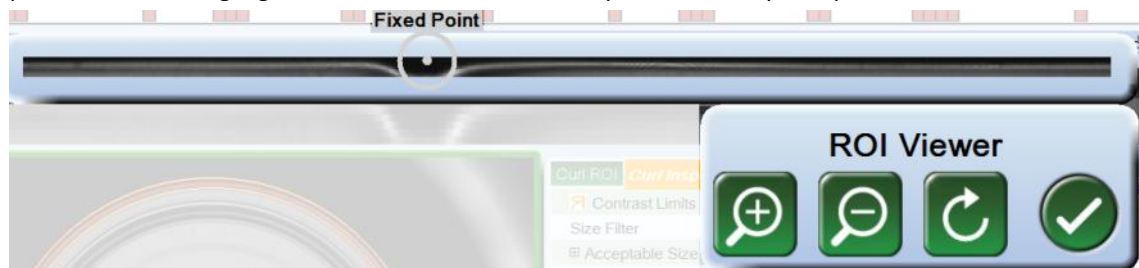 Fixed Point
ROI Viewer
Curl ROI
Curl Insp
Contrast Limits
Size Filter
Acceptable Size